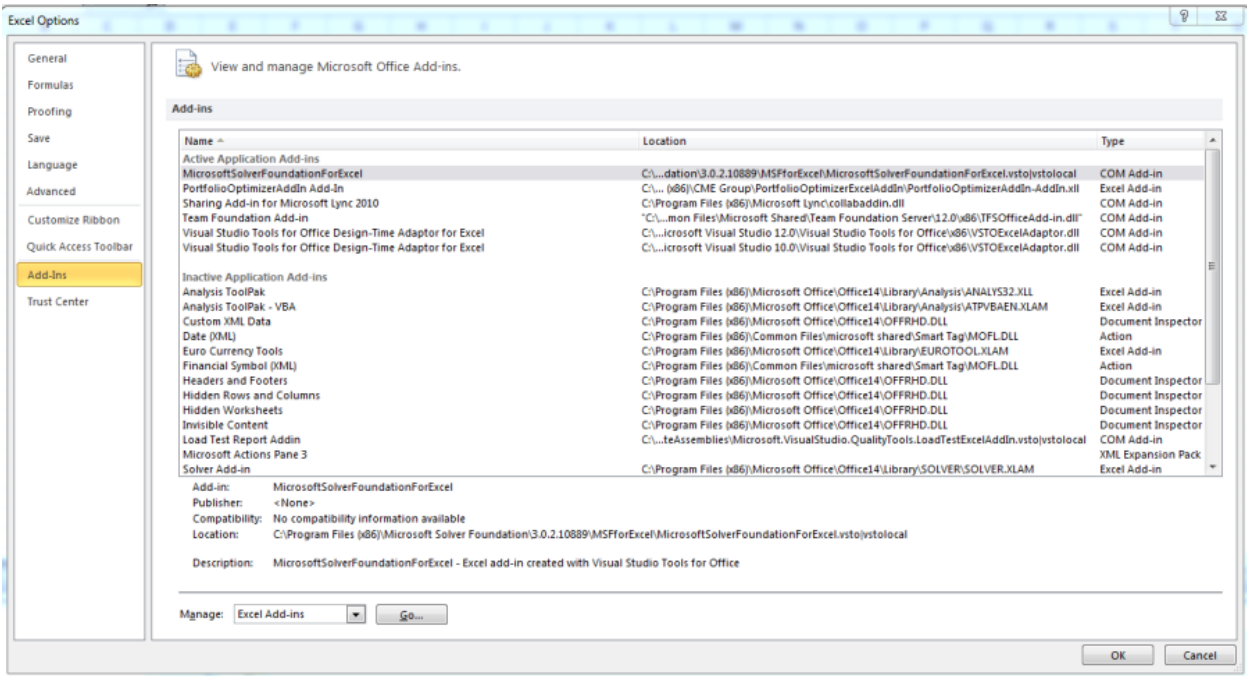 Excel Options
General
Formulas
Proofing
Save
Language
Advanced
Customize Ribbon
Quick Access Toolbar
Add-Ins
Trust Center
View and manage Microsoft Office Add-ins.
Add-ins
Name Location Type
Active Application Add-ins
MicrosoftSolverFoundationForExcel C:\...dation\3.0.2.10889\MSFforExcel\MicrosoftSolverFoundationForExcel.vsto|vstolocal COM Add-in
PortfolioOptimizerAddIn Add-In C:\... (x86)\CME Group\PortfolioOptimizerExcelAddIn\PortfolioOptimizerAddIn-AddIn.xll Excel Add-in
Sharing Add-in for Microsoft Lync 2010 C:\Program Files (x86)\Microsoft Lync\collabaddin.dll COM Add-in
Team Foundation Add-in "C:\...mon Files\Microsoft Shared\Team Foundation Server\12.0\x86\TFSOfficeAdd-in.dll" COM Add-in
Visual Studio Tools for Office Design-Time Adaptor for Excel C:\...icrosoft Visual Studio 12.0\Visual Studio Tools for Office\x86\VSTOExcelAdaptor.dll COM Add-in
Visual Studio Tools for Office Design-Time Adaptor for Excel C:\...icrosoft Visual Studio 10.0\Visual Studio Tools for Office\x86\VSTOExcelAdaptor.dll COM Add-in
Inactive Application Add-ins
Analysis ToolPak C:\Program Files (x86)\Microsoft Office\Office14\Library\Analysis\ANALYS32.XLL Excel Add-in
Analysis ToolPak - VBA C:\Program Files (x86)\Microsoft Office\Office14\Library\Analysis\ATPVBAEN.XLAM Excel Add-in
Custom XML Data C:\Program Files (x86)\Microsoft Office\Office14\OFFRHD.DLL Document Inspector
Date (XML) C:\Program Files (x86)\Common Files\microsoft shared\Smart Tag\MOFL.DLL Action
Euro Currency Tools C:\Program Files (x86)\Microsoft Office\Office14\Library\EUROTOOL.XLAM Excel Add-in
Financial Symbol (XML) C:\Program Files (x86)\Common Files\microsoft shared\Smart Tag\MOFL.DLL Action
Headers and Footers C:\Program Files (x86)\Microsoft Office\Office14\OFFRHD.DLL Document Inspector
Hidden Rows and Columns C:\Program Files (x86)\Microsoft Office\Office14\OFFRHD.DLL Document Inspector
Hidden Worksheets C:\Program Files (x86)\Microsoft Office\Office14\OFFRHD.DLL Document Inspector
Invisible Content C:\Program Files (x86)\Microsoft Office\Office14\OFFRHD.DLL Document Inspector
Load Test Report Addin C:\...teAssemblies\Microsoft.VisualStudio.QualityTools.LoadTestExcelAddIn.vsto|vstolocal COM Add-in
Microsoft Actions Pane 3 XML Expansion Pack
Solver Add-in C:\Program Files (x86)\Microsoft Office\Office14\Library\SOLVER\SOLVER.XLAM Excel Add-in
Add-in: MicrosoftSolverFoundationForExcel
Publisher: <None>
Compatibility: No compatibility information available
Location: C:\Program Files (x86)\Microsoft Solver Foundation\3.0.2.10889\MSFforExcel\MicrosoftSolverFoundationForExcel.vsto|vstolocal
Description: MicrosoftSolverFoundationForExcel - Excel add-in created with Visual Studio Tools for Office
Manage: Excel Add-ins Go...
OK Cancel